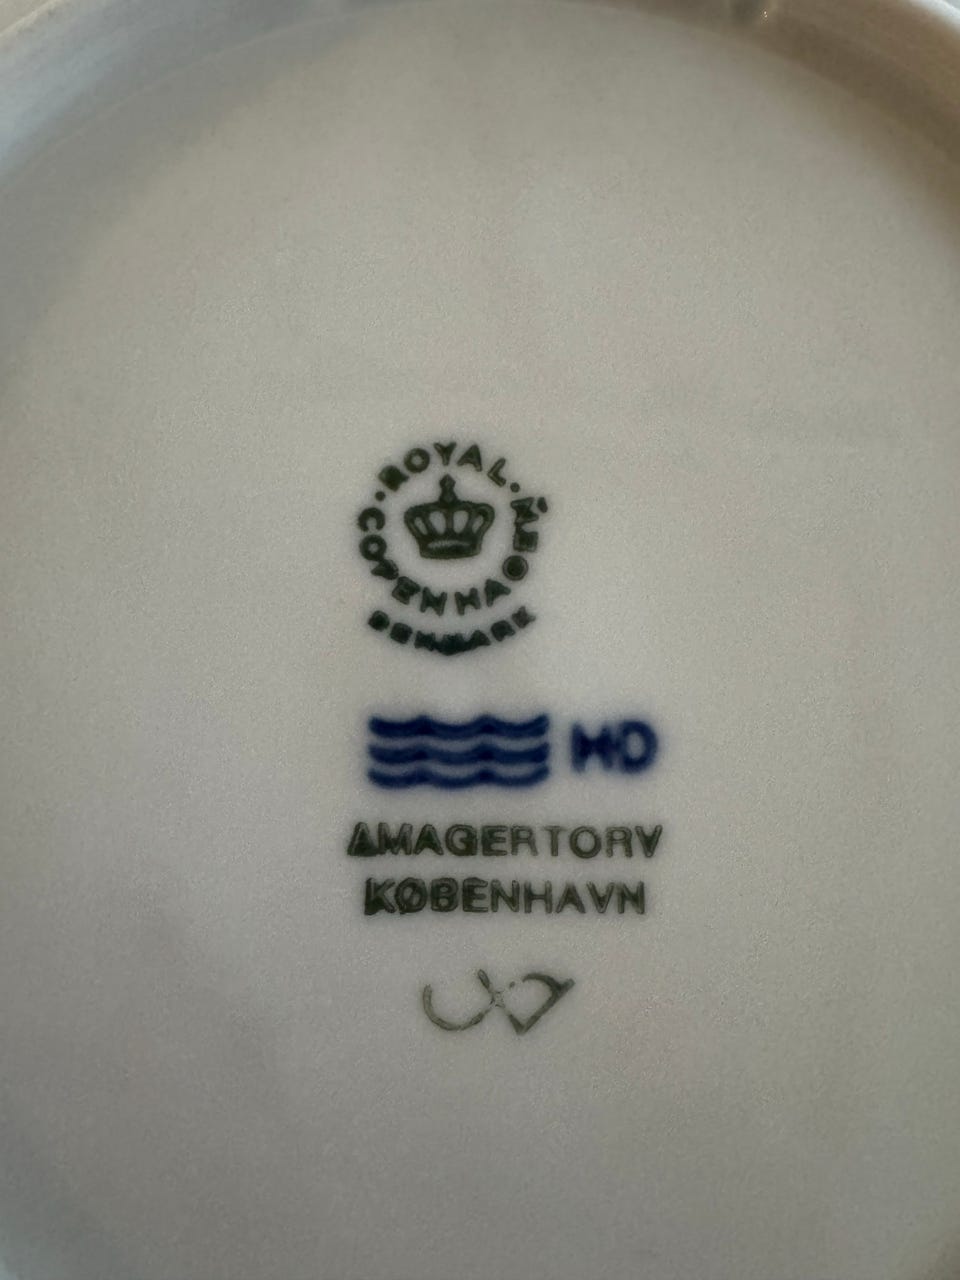 ROYAL
COPENHAGEN
DENMARK
HD
AMAGERTORV
KØBENHAVN